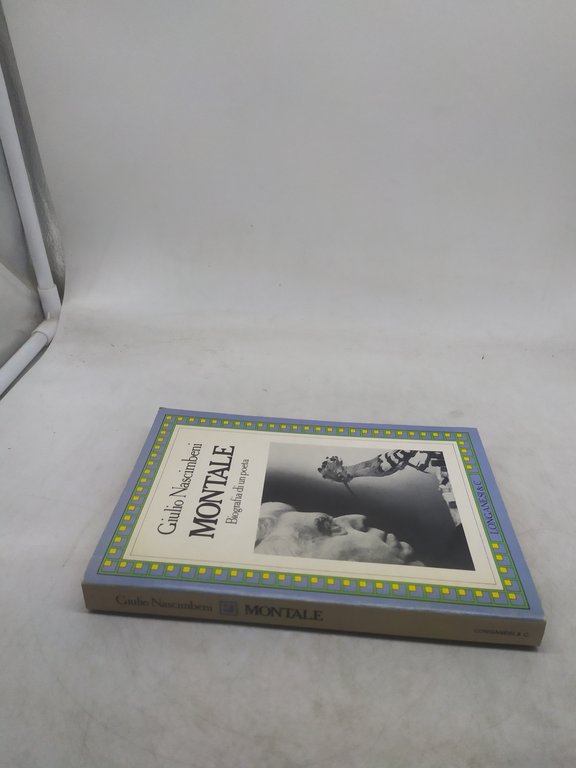 Giulio Nascimbeni
MONTALE
Biografia di un poeta
LONGANESI & C.
Giulio Nascimbeni MONTALE LONGANESI & C.